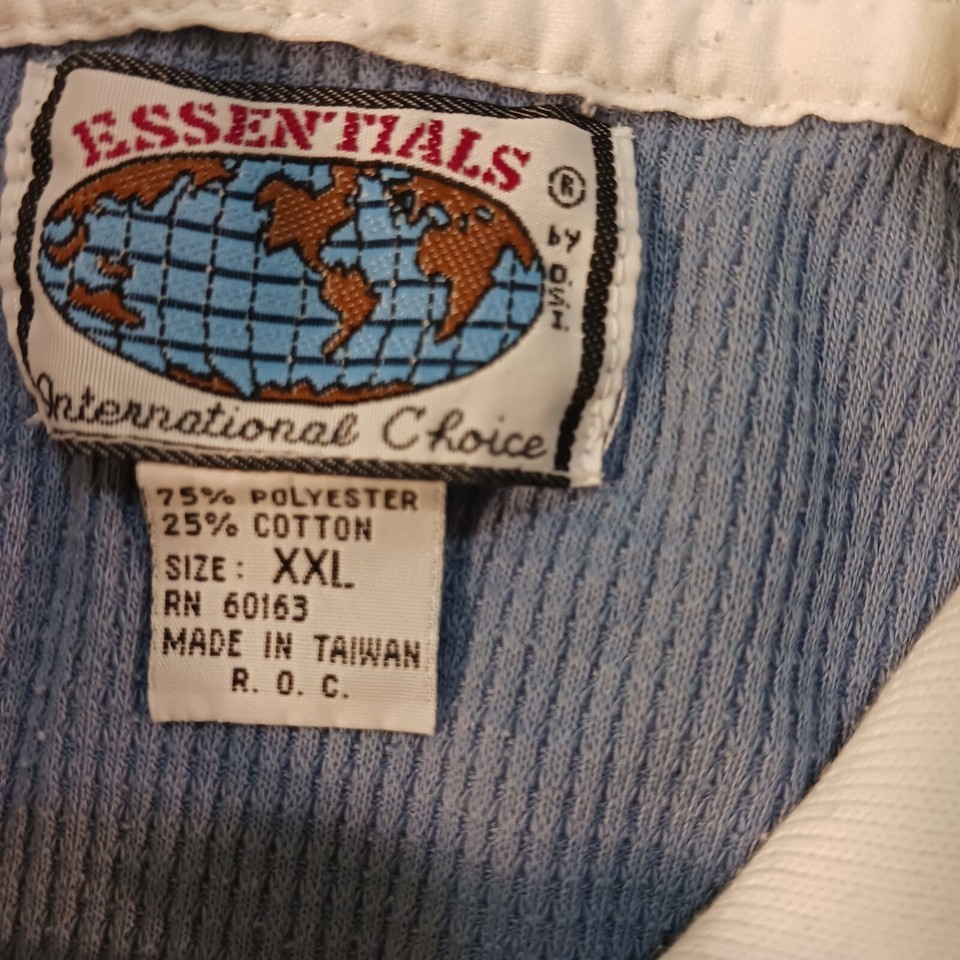 ESSENTIALS
®
by
International Choice
75% POLYESTER
25% COTTON
SIZE: XXL
RN 60163
MADE IN TAIWAN
R. O. C.